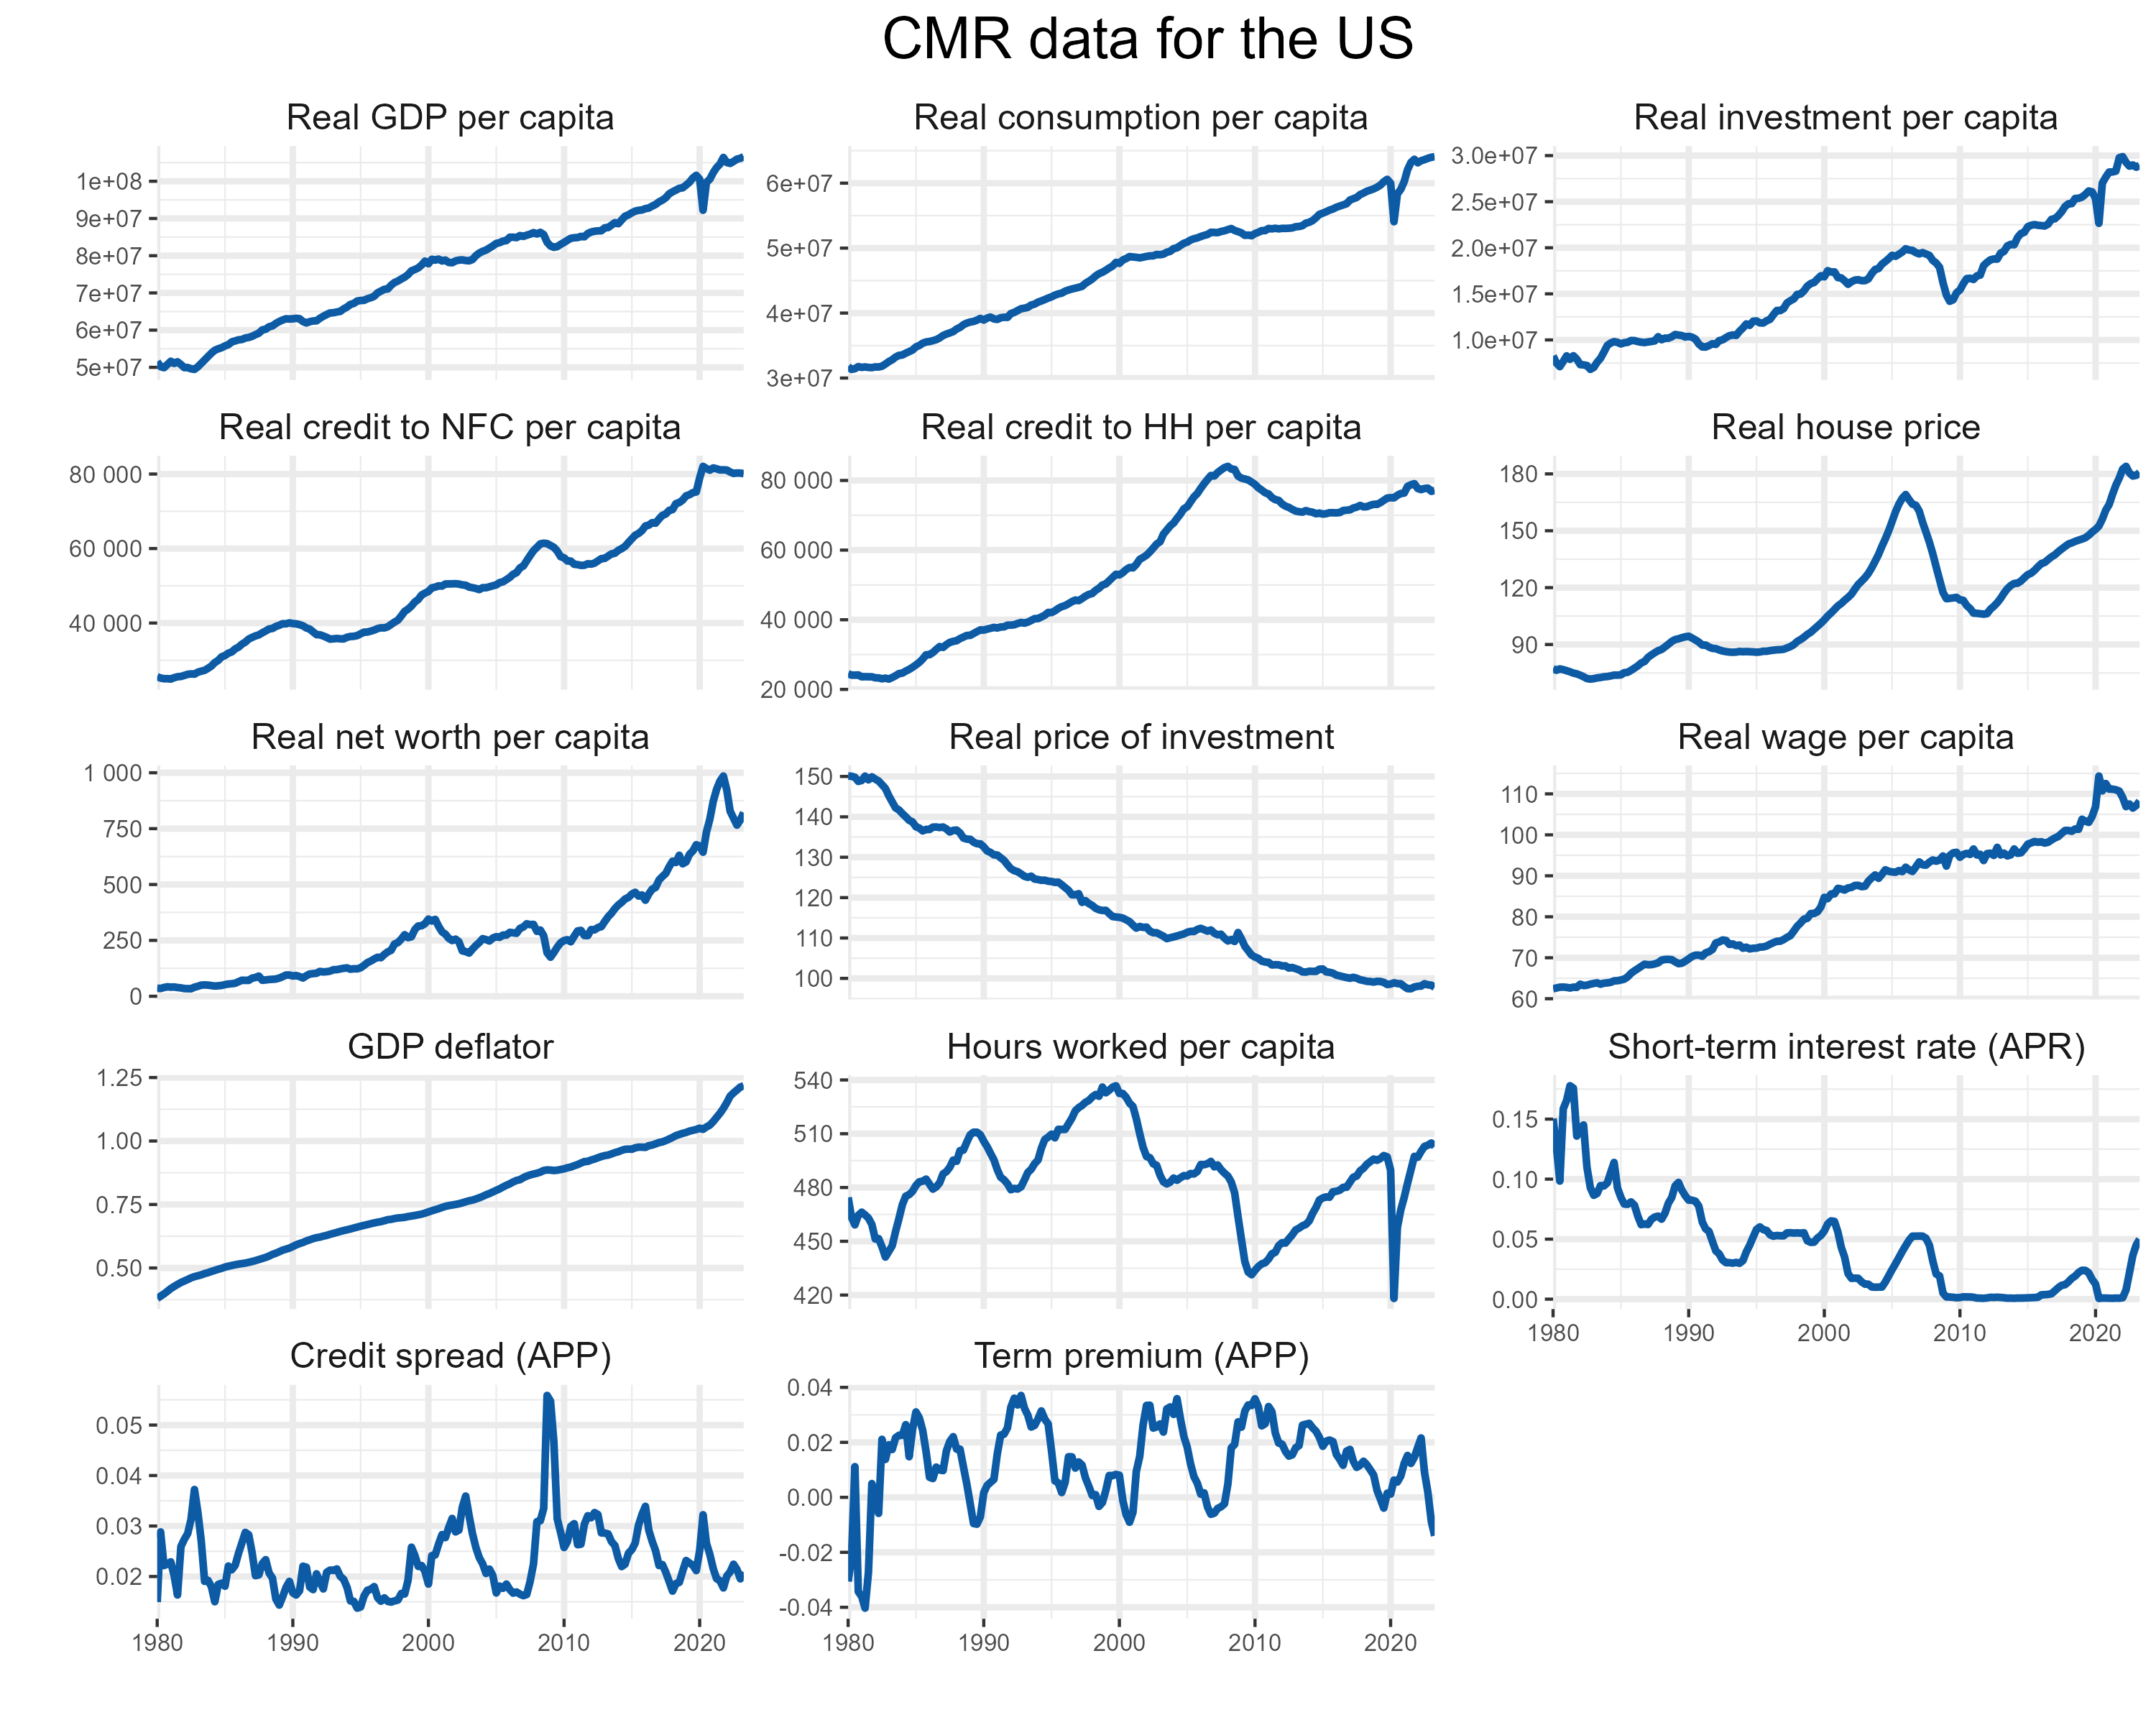 CMR data for the US
Real GDP per capita
1e+08
9e+07
8e+07
7e+07
6e+07
5e+07
Real consumption per capita
6e+07
5e+07
4e+07
3e+07
Real investment per capita
3.0e+07
2.5e+07
2.0e+07
1.5e+07
1.0e+07
Real credit to NFC per capita
80 000
60 000
40 000
Real credit to HH per capita
80 000
60 000
40 000
20 000
Real house price
180
150
120
90
Real net worth per capita
1 000
750
500
250
0
Real price of investment
150
140
130
120
110
100
Real wage per capita
110
100
90
80
70
60
GDP deflator
1.25
1.00
0.75
0.50
Hours worked per capita
540
510
480
450
420
Short-term interest rate (APR)
0.15
0.10
0.05
0.00
1980 1990 2000 2010 2020
Credit spread (APP)
0.05
0.04
0.03
0.02
1980 1990 2000 2010 2020
Term premium (APP)
0.04
0.02
0.00
-0.02
-0.04
1980 1990 2000 2010 2020